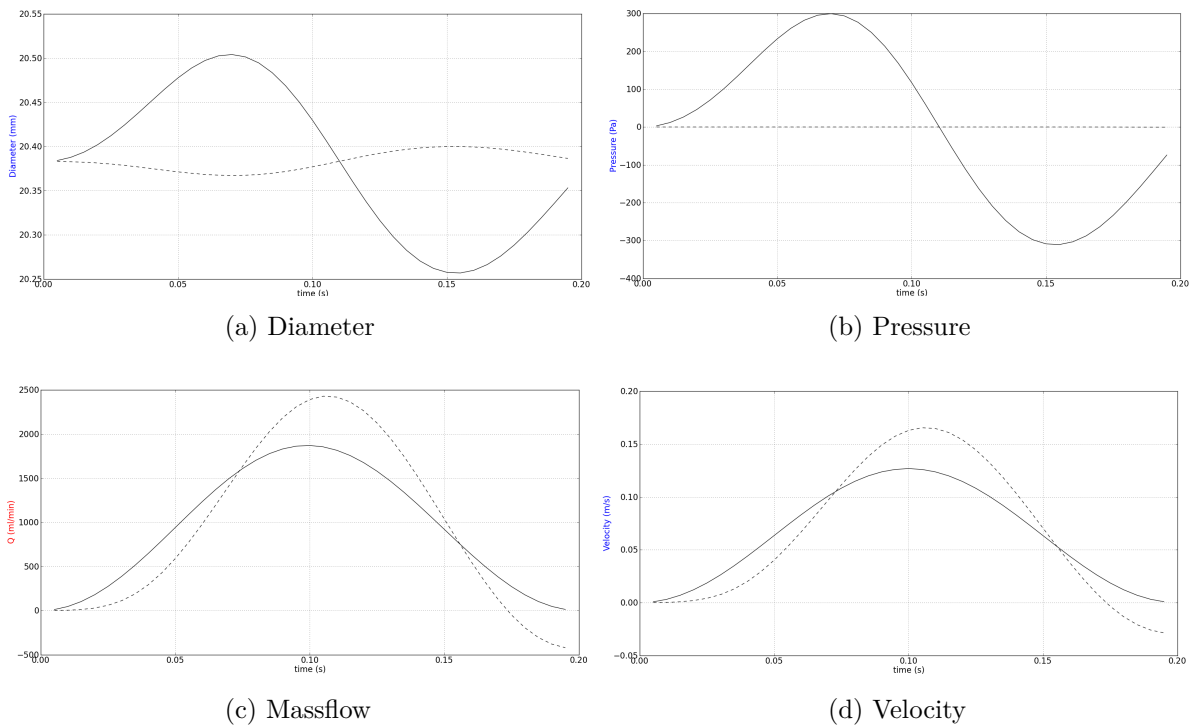 20.55
20.50
20.45
20.40
20.35
20.30
20.25
Diameter (mm)
0.00 0.05 0.10 0.15 0.20
time (s)
(a) Diameter
300
200
100
0
−100
−200
−300
−400
Pressure (Pa)
0.00 0.05 0.10 0.15 0.20
time (s)
(b) Pressure
2500
2000
1500
1000
500
0
−500
Q (ml/min)
0.00 0.05 0.10 0.15 0.20
time (s)
(c) Massflow
0.20
0.15
0.10
0.05
0.00
−0.05
Velocity (m/s)
0.00 0.05 0.10 0.15 0.20
time (s)
(d) Velocity